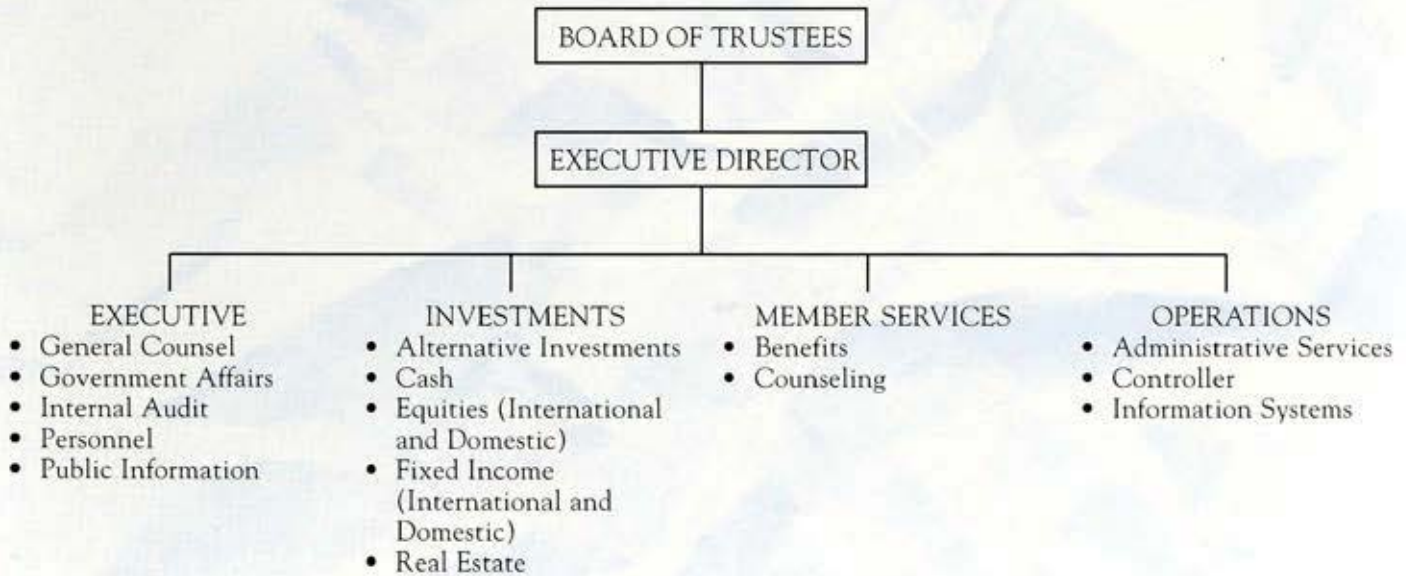 BOARD OF TRUSTEES
EXECUTIVE DIRECTOR
EXECUTIVE
• General Counsel
• Government Affairs
• Internal Audit
• Personnel
• Public Information
INVESTMENTS
• Alternative Investments
• Cash
• Equities (International
and Domestic)
• Fixed Income
(International and
Domestic)
• Real Estate
MEMBER SERVICES
• Benefits
• Counseling
OPERATIONS
• Administrative Services
• Controller
• Information Systems